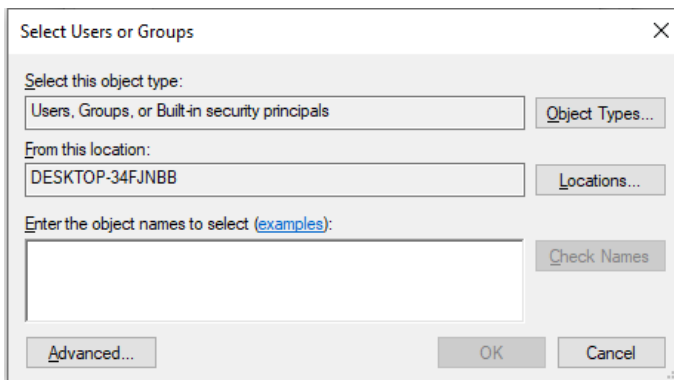 Select Users or Groups
Select this object type:
Users, Groups, or Built-in security principals
Object Types...
From this location:
DESKTOP-34FJNBB
Locations...
Enter the object names to select (examples):
Check Names
Advanced...
OK
Cancel